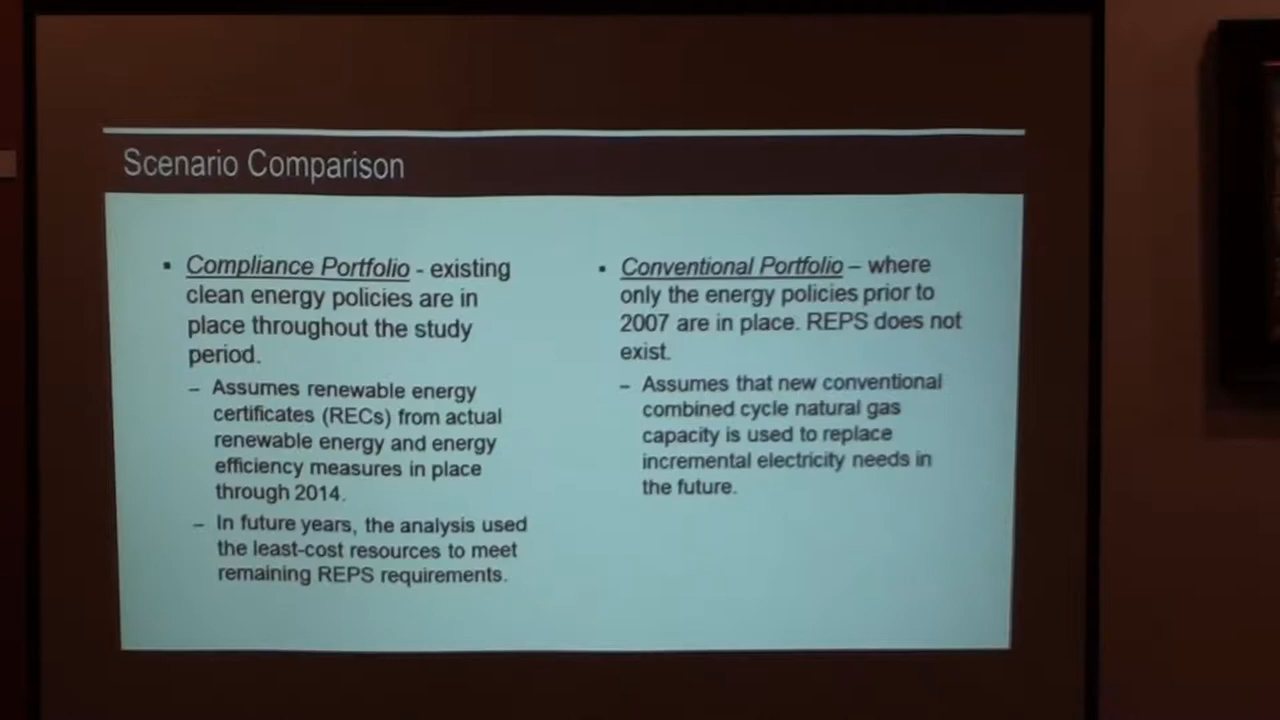 Scenario Comparison
▪ Compliance Portfolio - existing
clean energy policies are in
place throughout the study
period.
– Assumes renewable energy
certificates (RECs) from actual
renewable energy and energy
efficiency measures in place
through 2014.
– In future years, the analysis used
the least-cost resources to meet
remaining REPS requirements.
▪ Conventional Portfolio – where
only the energy policies prior to
2007 are in place. REPS does not
exist.
– Assumes that new conventional
combined cycle natural gas
capacity is used to replace
incremental electricity needs in
the future.